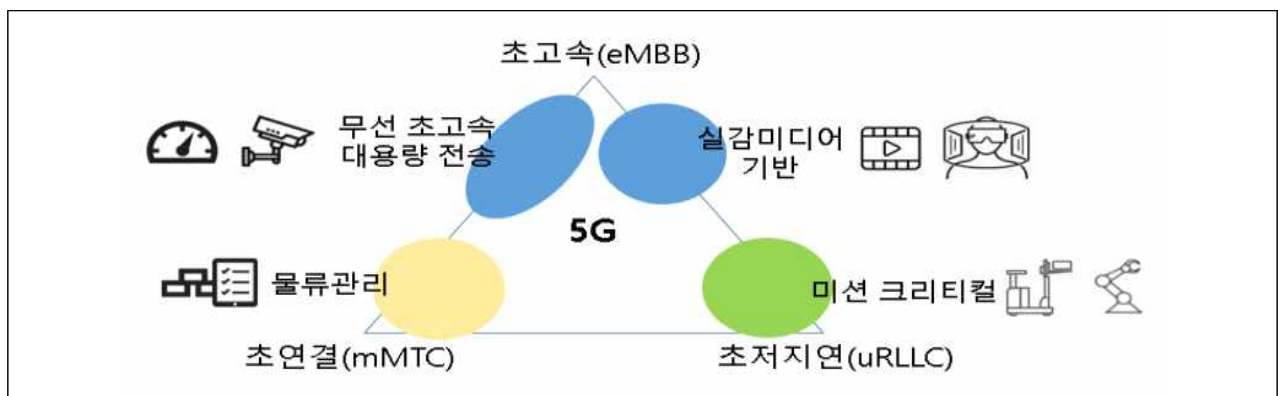 초고속(eMBB)
무선 초고속
대용량 전송
실감미디어
기반
5G
물류관리
미션 크리티컬
초연결(mMTC)
초저지연(uRLLC)